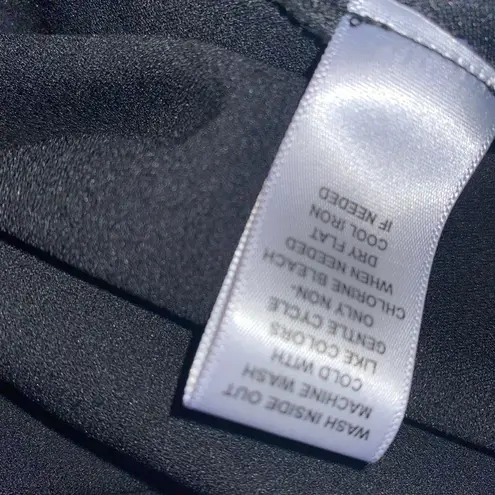 WASH INSIDE OUT
MACHINE WASH
COLD WITH
LIKE COLORS
GENTLE CYCLE
ONLY NON-
CHLORINE BLEACH
WHEN NEEDED
DRY FLAT
COOL IRON
IF NEEDED